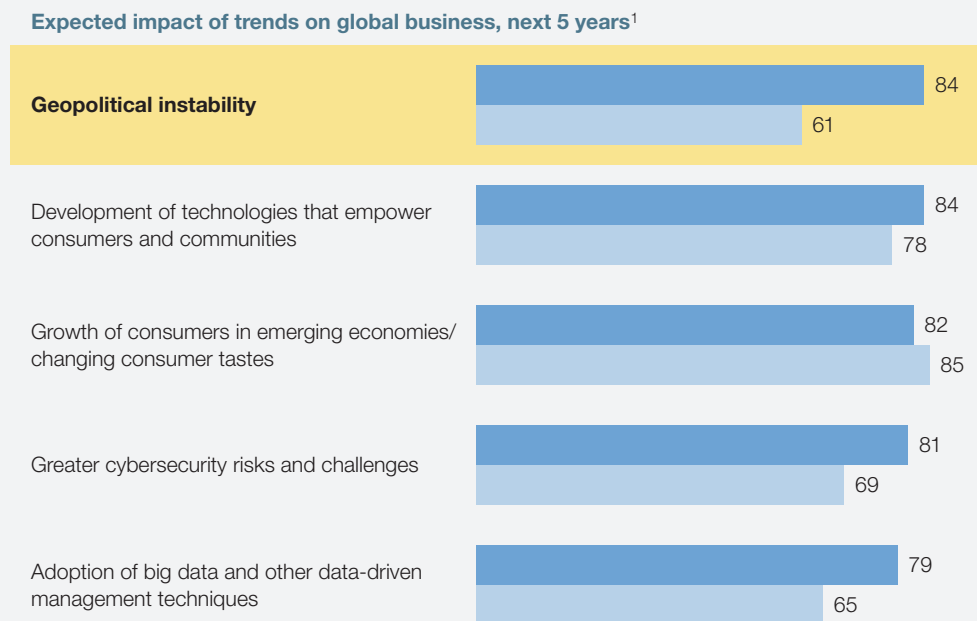 Expected impact of trends on global business, next 5 years¹
Geopolitical instability
84
61
Development of technologies that empower
consumers and communities
84
78
Growth of consumers in emerging economies/
changing consumer tastes
82
85
Greater cybersecurity risks and challenges
81
69
Adoption of big data and other data-driven
management techniques
79
65